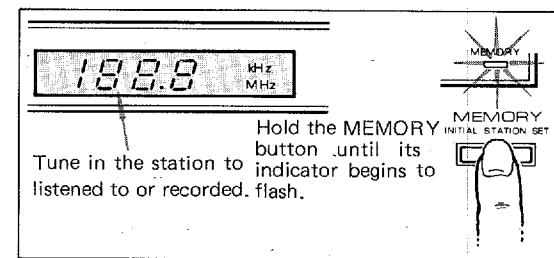 188.8
kHz
MHz
MEMORY
MEMORY
INITIAL STATION SET
Tune in the station to
listened to or recorded.
Hold the MEMORY
button until its
indicator begins to
flash.